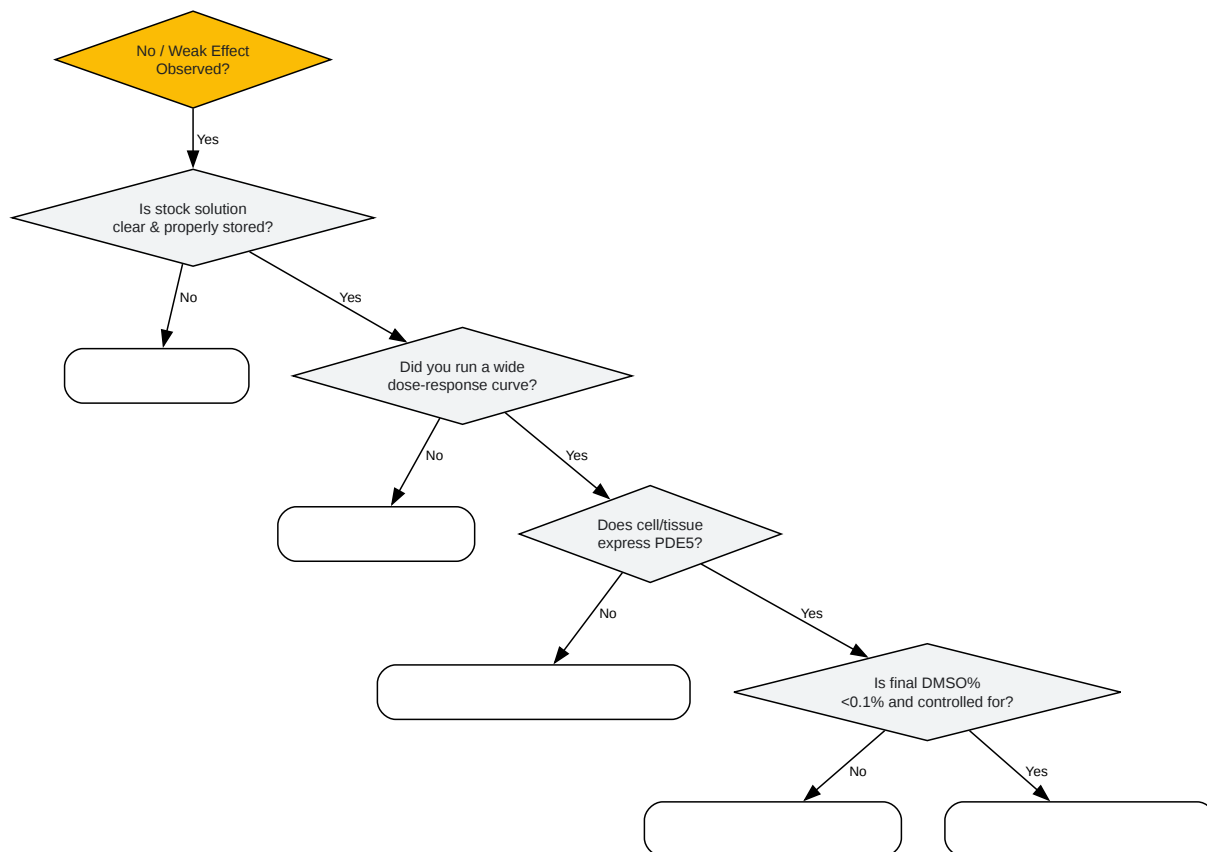 No / Weak Effect
Observed?
Yes
Is stock solution
clear & properly stored?
No
Yes
Did you run a wide
dose-response curve?
No
Yes
Does cell/tissue
express PDE5?
No
Yes
Is final DMSO%
<0.1% and controlled for?
No
Yes